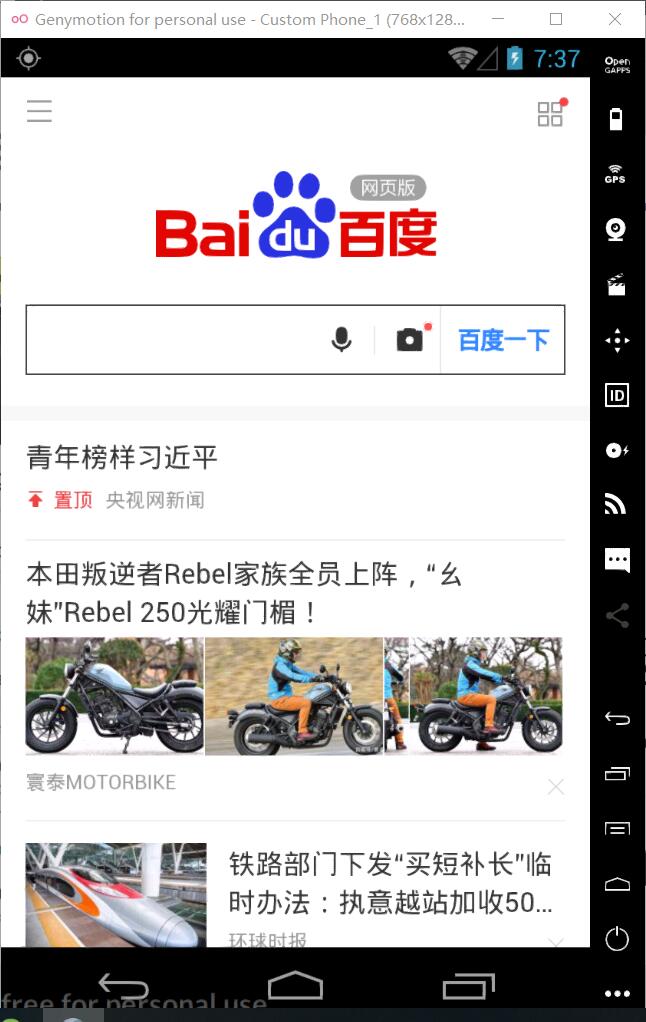 Genymotion for personal use - Custom Phone_1 (768x128...
7:37
Open
GAPPS
GPS
网页版
Bai du 百度
百度一下
ID
青年榜样习近平
置顶 央视网新闻
本田叛逆者Rebel家族全员上阵，“幺
妹”Rebel 250光耀门楣！
寰泰MOTORBIKE
铁路部门下发“买短补长”临
时办法：执意越站加收50...
环球时报
free for personal use